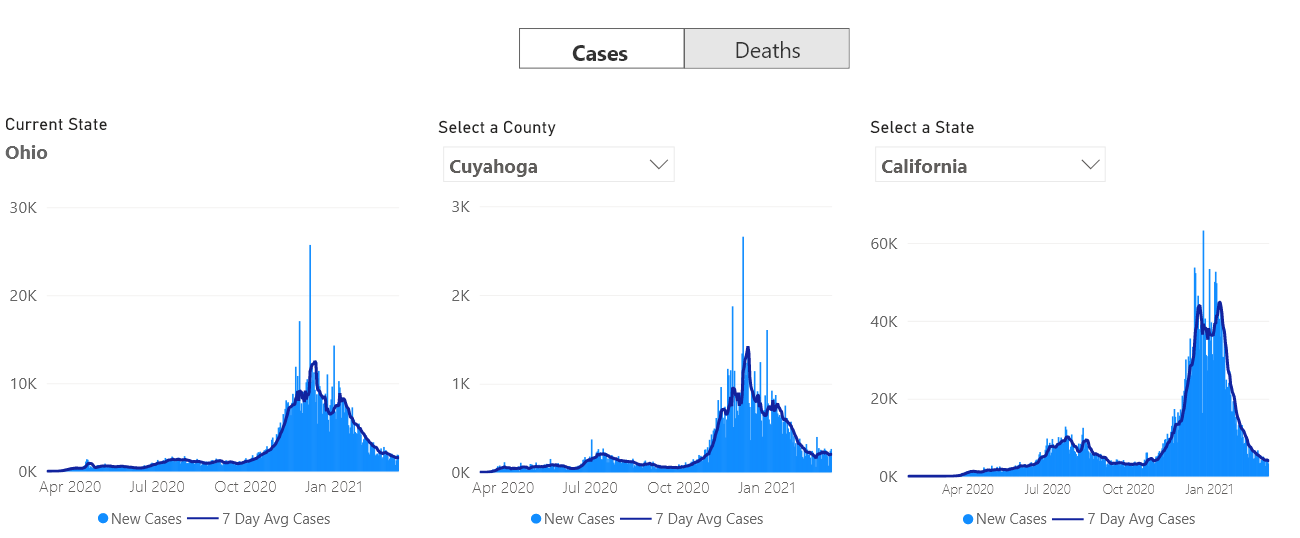 Cases Deaths
Current State
Ohio
30K
20K
10K
0K
Apr 2020 Jul 2020 Oct 2020 Jan 2021
New Cases 7 Day Avg Cases
Select a County
Cuyahoga
3K
2K
1K
0K
Apr 2020 Jul 2020 Oct 2020 Jan 2021
New Cases 7 Day Avg Cases
Select a State
California
60K
40K
20K
0K
Apr 2020 Jul 2020 Oct 2020 Jan 2021
New Cases 7 Day Avg Cases